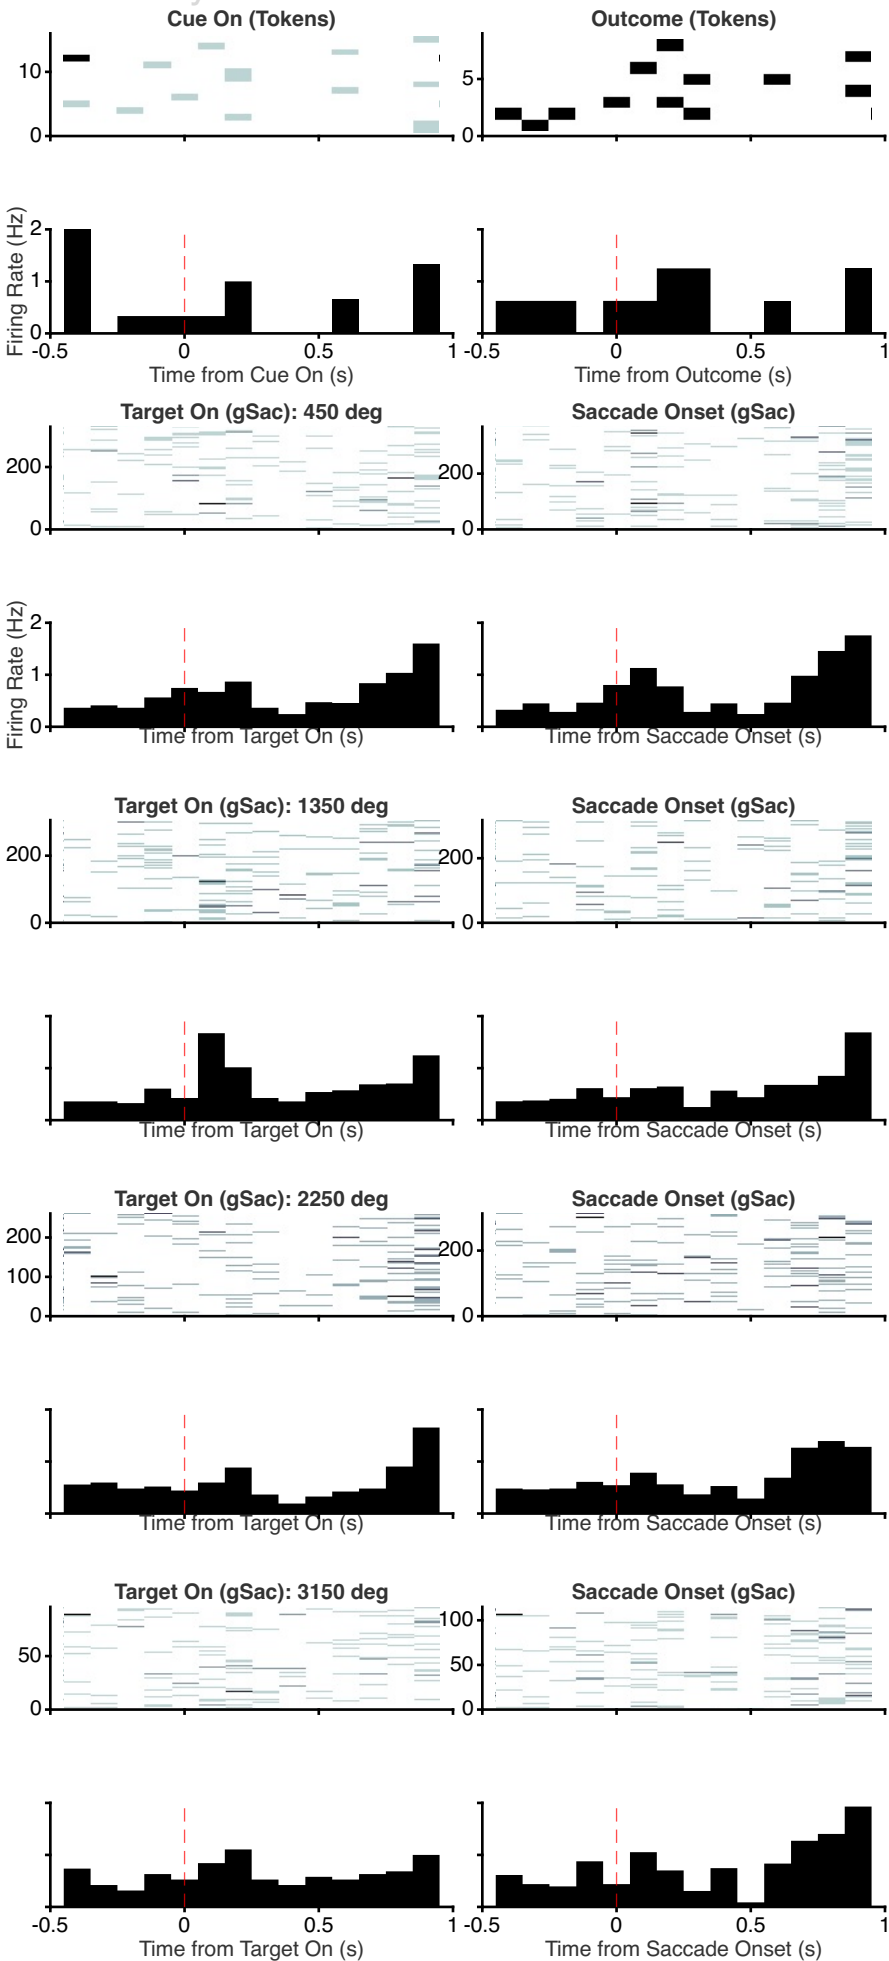 Cue On (Tokens) Outcome (Tokens)
10
0
5
0
Firing Rate (Hz)
2
1
0
-0.5 0 0.5 1
-0.5 0 0.5 1
Time from Cue On (s) Time from Outcome (s)
Target On (gSac): 450 deg Saccade Onset (gSac)
200
0
200
0
Firing Rate (Hz)
2
1
0
Time from Target On (s) Time from Saccade Onset (s)
Target On (gSac): 1350 deg Saccade Onset (gSac)
200
0
200
0
Time from Target On (s) Time from Saccade Onset (s)
Target On (gSac): 2250 deg Saccade Onset (gSac)
200
100
0
200
0
Time from Target On (s) Time from Saccade Onset (s)
Target On (gSac): 3150 deg Saccade Onset (gSac)
50
0
100
50
0
-0.5 0 0.5 1
-0.5 0 0.5 1
Time from Target On (s) Time from Saccade Onset (s)